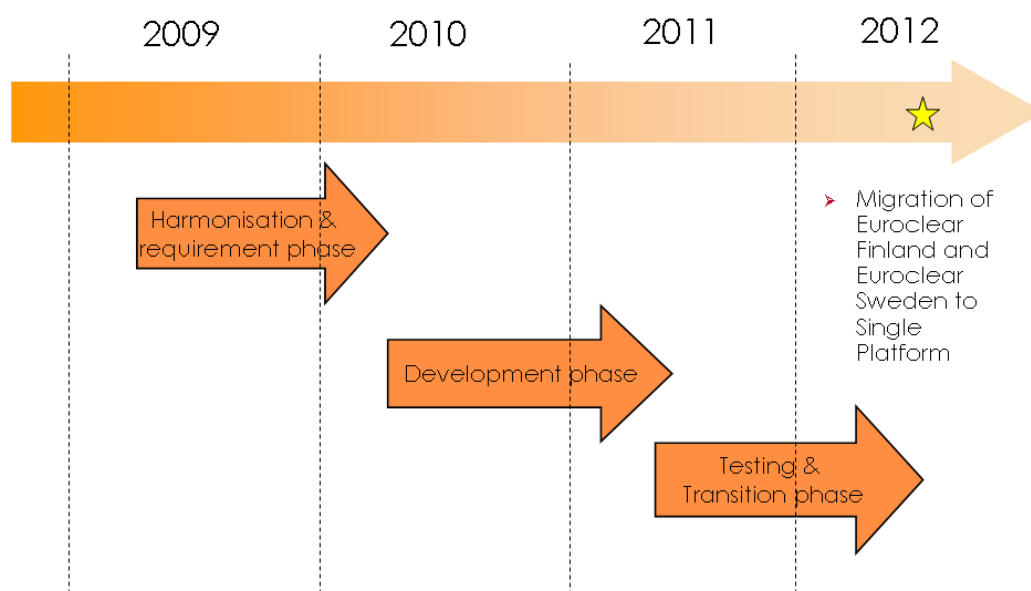 2009
2010
2011
2012
Harmonisation &
requirement phase
Development phase
Testing &
Transition phase
Migration of
Euroclear
Finland and
Euroclear
Sweden to
Single
Platform